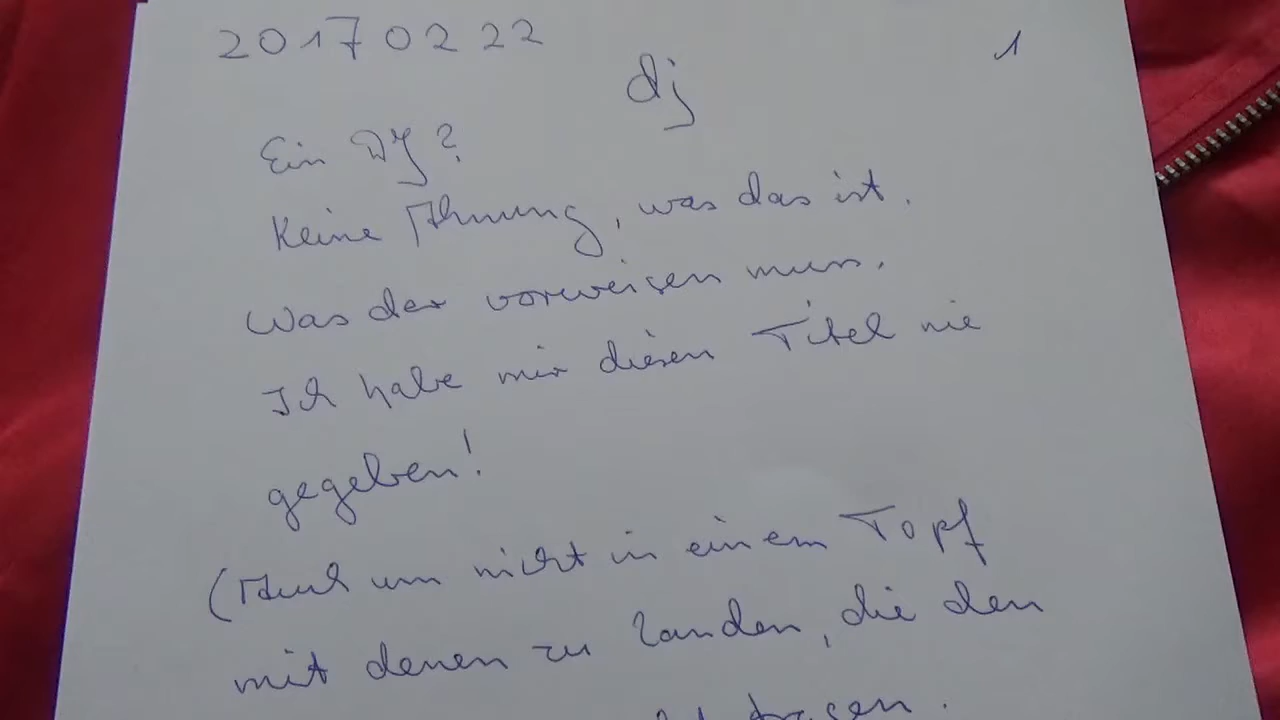 20170222
1
dj
Ein DJ?
Keine Ahnung, was das ist.
Was der vorweisen muss.
Ich habe mir diesen Titel nie
gegeben!
(Auch um nicht in einem Topf
mit denen zu landen, die den
tragen.